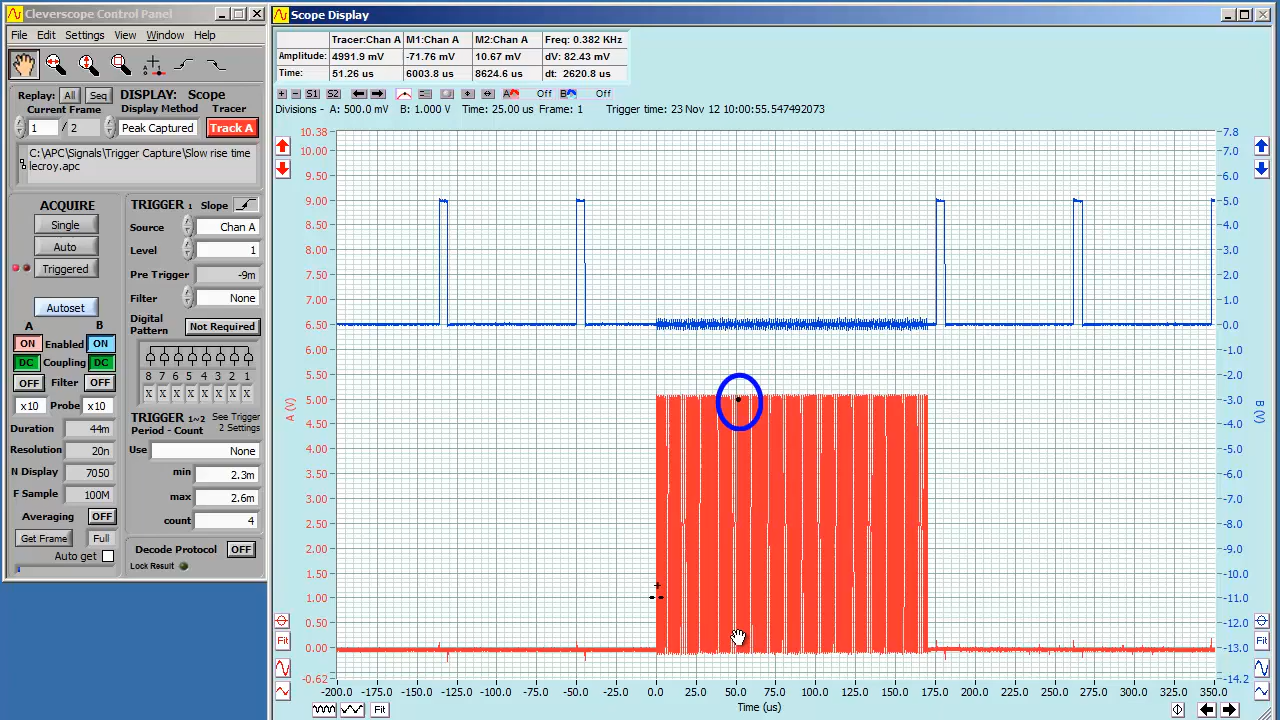 Cleverscope Control Panel
File Edit Settings View Window Help
Replay: All Seq DISPLAY: Scope
Current Frame Display Method Tracer
1 / 2 Peak Captured Track A
C:\APC\Signals\Trigger Capture\Slow rise time
lecroy.apc
ACQUIRE
Single
Auto
Triggered
Autoset
A B
ON Enabled ON
DC Coupling DC
OFF Filter OFF
x10 Probe x10
Duration 44m
Resolution 20n
N Display 7050
F Sample 100M
Averaging OFF
Get Frame Full
Auto get
TRIGGER 1 Slope
Source Chan A
Level 1
Pre Trigger -9m
Filter None
Digital
Pattern Not Required
8 7 6 5 4 3 2 1
X X X X X X X X
TRIGGER 1~2 See Trigger
Period - Count 2 Settings
Use None
min 2.3m
max 2.6m
count 4
Decode Protocol OFF
Lock Result
Scope Display
Tracer:Chan A M1:Chan A M2:Chan A Freq: 0.382 KHz
Amplitude: 4991.9 mV -71.76 mV 10.67 mV dV: 82.43 mV
Time: 51.26 us 6003.8 us 8624.6 us dt: 2620.8 us
S1 S2 A Off B Off
Divisions - A: 500.0 mV B: 1.000 V Time: 25.00 us Frame: 1 Trigger time: 23 Nov 12 10:00:55.547492073
10.38 7.8
10.00 7.0
9.50 6.0
9.00 5.0
8.50 4.0
8.00 3.0
7.50 2.0
7.00 1.0
6.50 0.0
6.00 -1.0
5.50 -2.0
5.00 -3.0
4.50 -4.0
4.00 -5.0
3.50 -6.0
3.00 -7.0
2.50 -8.0
2.00 -9.0
1.50 -10.0
1.00 -11.0
0.50 -12.0
0.00 -13.0
-0.62 -14.2
A (V)
B (V)
Fit Fit
-200.0 -175.0 -150.0 -125.0 -100.0 -75.0 -50.0 -25.0 0.0 25.0 50.0 75.0 100.0 125.0 150.0 175.0 200.0 225.0 250.0 275.0 300.0 325.0 350.0
Time (us)
Fit